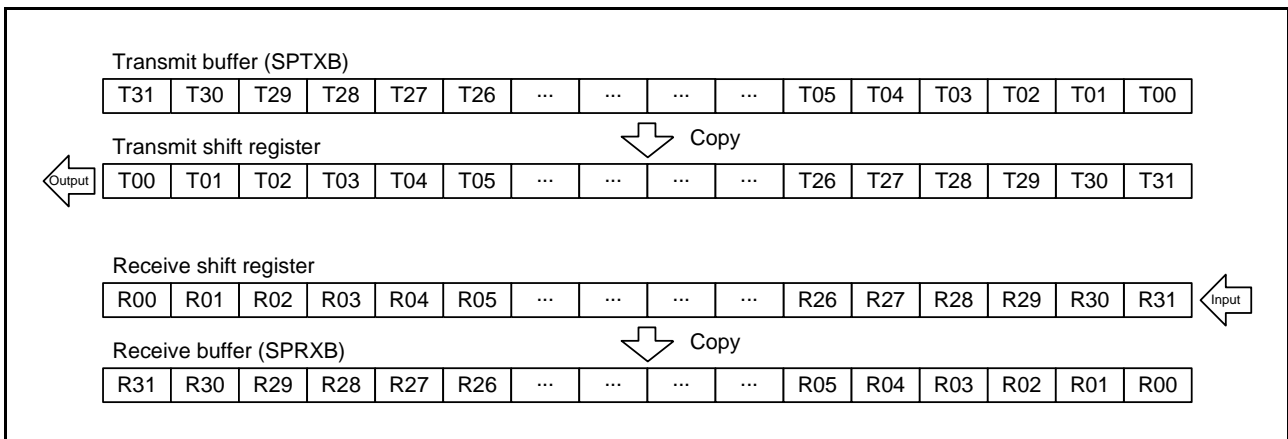 Transmit buffer (SPTXB)
T31 T30 T29 T28 T27 T26 ... ... ... ... T05 T04 T03 T02 T01 T00
Copy
Transmit shift register
Output T00 T01 T02 T03 T04 T05 ... ... ... ... T26 T27 T28 T29 T30 T31
Receive shift register
R00 R01 R02 R03 R04 R05 ... ... ... ... R26 R27 R28 R29 R30 R31 Input
Copy
Receive buffer (SPRXB)
R31 R30 R29 R28 R27 R26 ... ... ... ... R05 R04 R03 R02 R01 R00